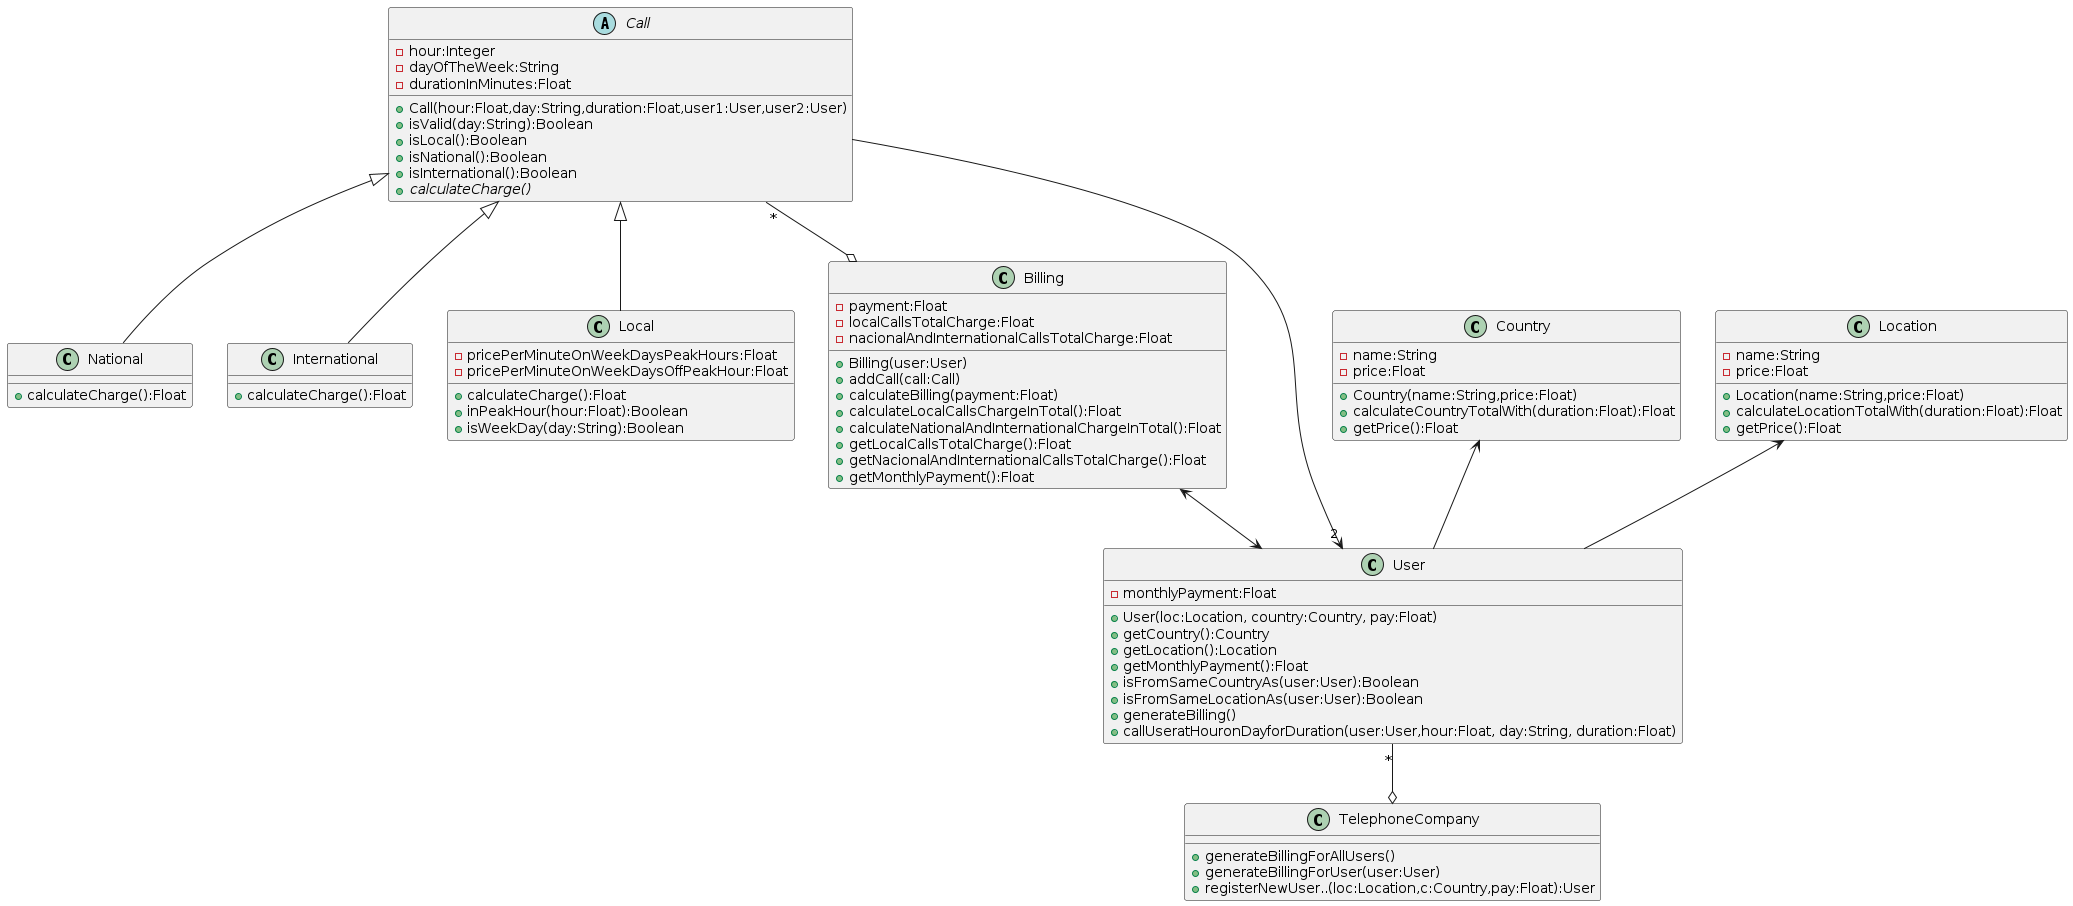 A Call
hour:Integer
dayOfTheWeek:String
durationInMinutes:Float
Call(hour:Float,day:String,duration:Float,user1:User,user2:User)
isValid(day:String):Boolean
isLocal():Boolean
isNational():Boolean
isInternational():Boolean
calculateCharge()
*
C National
calculateCharge():Float
C International
calculateCharge():Float
C Local
pricePerMinuteOnWeekDaysPeakHours:Float
pricePerMinuteOnWeekDaysOffPeakHour:Float
calculateCharge():Float
inPeakHour(hour:Float):Boolean
isWeekDay(day:String):Boolean
C Billing
payment:Float
localCallsTotalCharge:Float
nacionalAndInternationalCallsTotalCharge:Float
Billing(user:User)
addCall(call:Call)
calculateBilling(payment:Float)
calculateLocalCallsChargeInTotal():Float
calculateNationalAndInternationalChargeInTotal():Float
getLocalCallsTotalCharge():Float
getNacionalAndInternationalCallsTotalCharge():Float
getMonthlyPayment():Float
C Country
name:String
price:Float
Country(name:String,price:Float)
calculateCountryTotalWith(duration:Float):Float
getPrice():Float
C Location
name:String
price:Float
Location(name:String,price:Float)
calculateLocationTotalWith(duration:Float):Float
getPrice():Float
2
C User
monthlyPayment:Float
User(loc:Location, country:Country, pay:Float)
getCountry():Country
getLocation():Location
getMonthlyPayment():Float
isFromSameCountryAs(user:User):Boolean
isFromSameLocationAs(user:User):Boolean
generateBilling()
callUseratHouronDayforDuration(user:User,hour:Float, day:String, duration:Float)
*
C TelephoneCompany
generateBillingForAllUsers()
generateBillingForUser(user:User)
registerNewUser..(loc:Location,c:Country,pay:Float):User